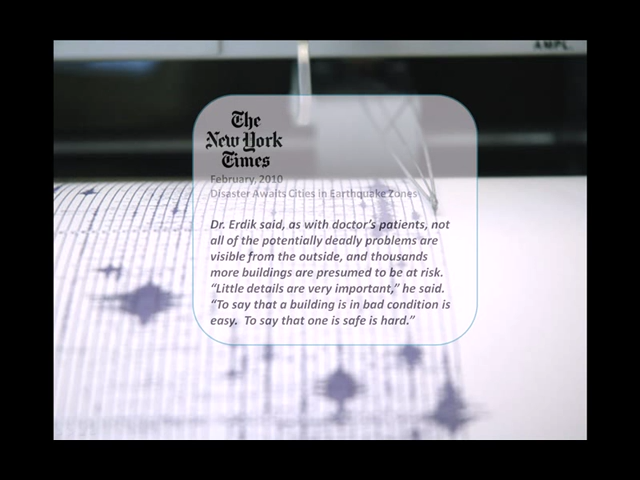 AMPL.
The
New York
Times
February, 2010
Disaster Awaits Cities in Earthquake Zones
Dr. Erdik said, as with doctor's patients, not
all of the potentially deadly problems are
visible from the outside, and thousands
more buildings are presumed to be at risk.
“Little details are very important,” he said.
“To say that a building is in bad condition is
easy.  To say that one is safe is hard.”